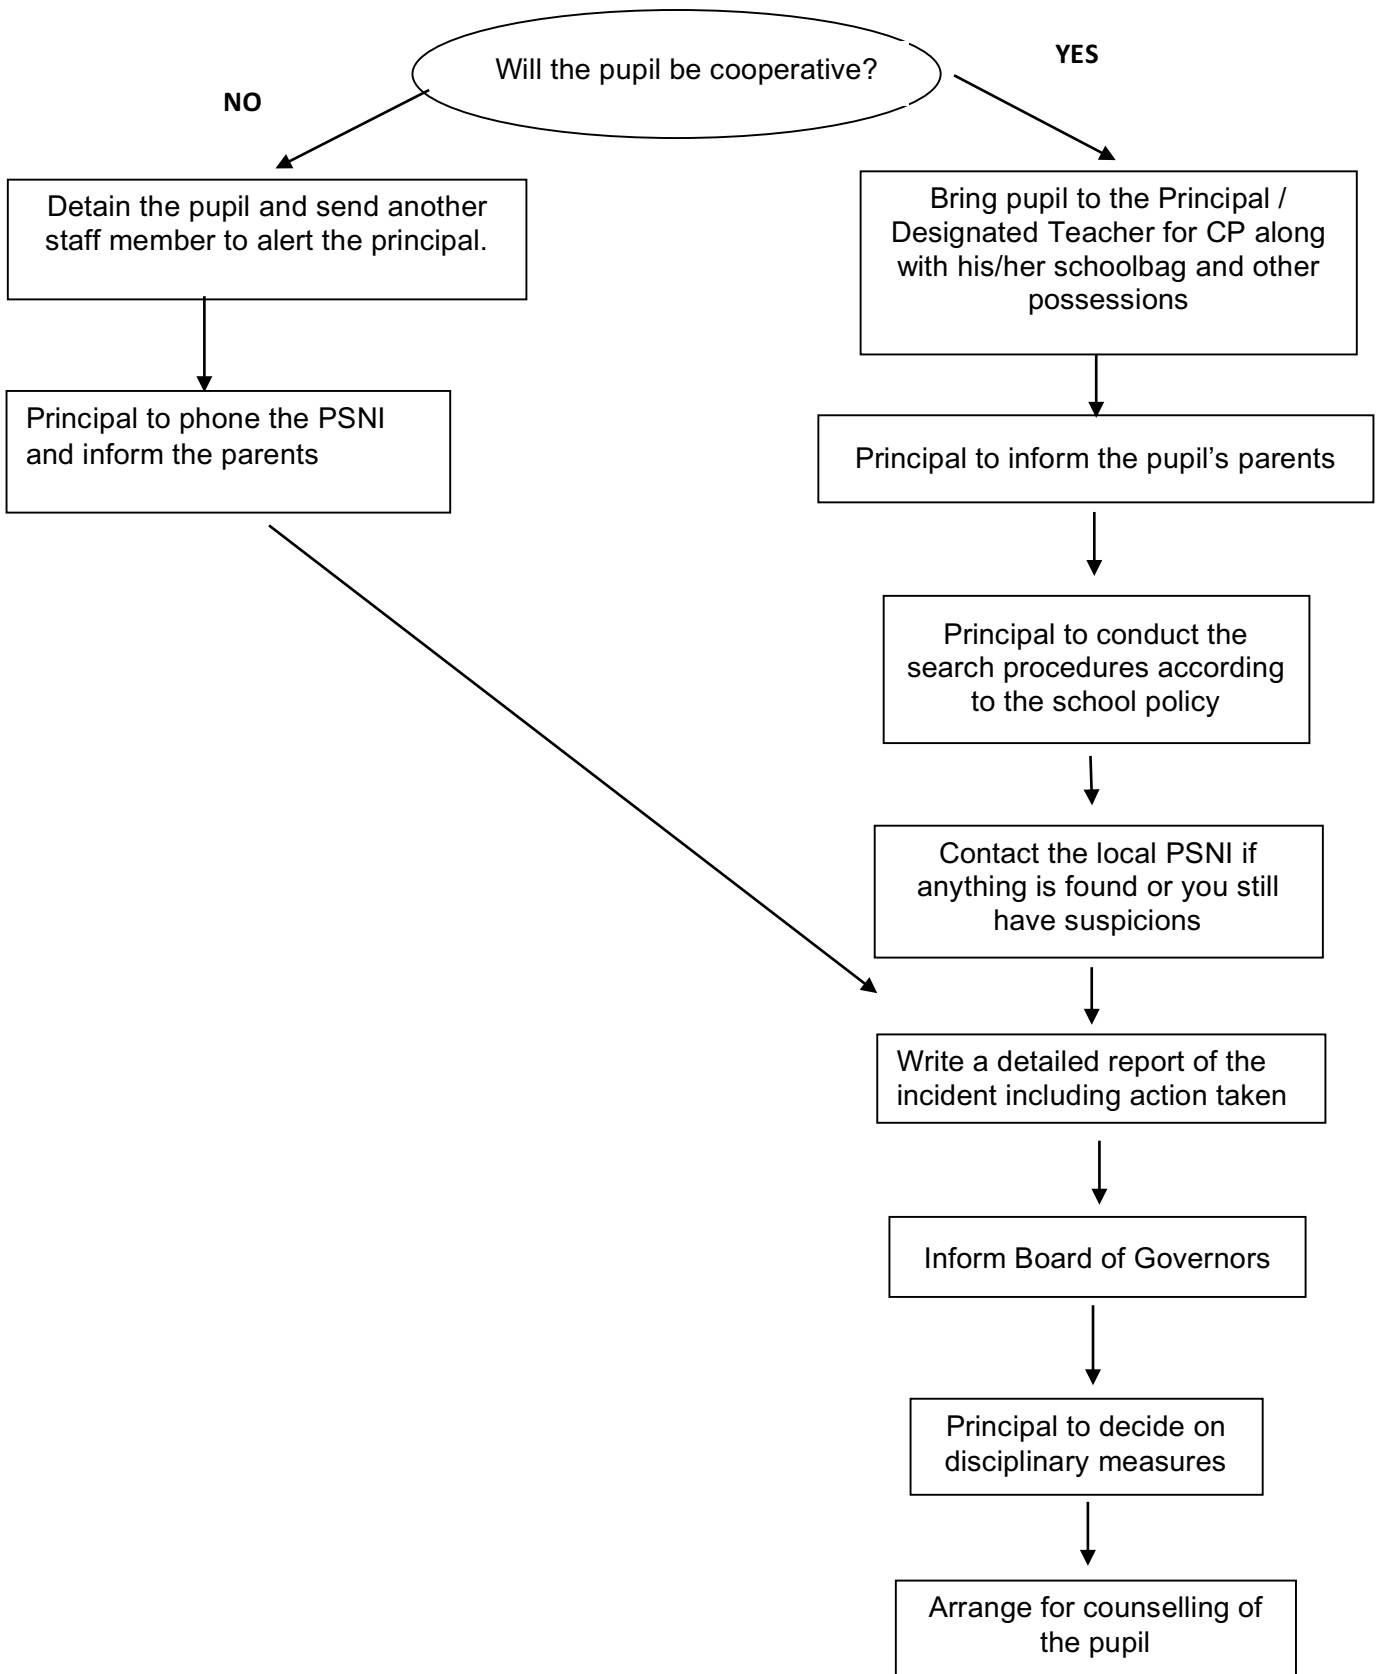 Will the pupil be cooperative?
YES
NO
Detain the pupil and send another
staff member to alert the principal.
Bring pupil to the Principal /
Designated Teacher for CP along
with his/her schoolbag and other
possessions
Principal to phone the PSNI
and inform the parents
Principal to inform the pupil's parents
Principal to conduct the
search procedures according
to the school policy
Contact the local PSNI if
anything is found or you still
have suspicions
Write a detailed report of the
incident including action taken
Inform Board of Governors
Principal to decide on
disciplinary measures
Arrange for counselling of
the pupil